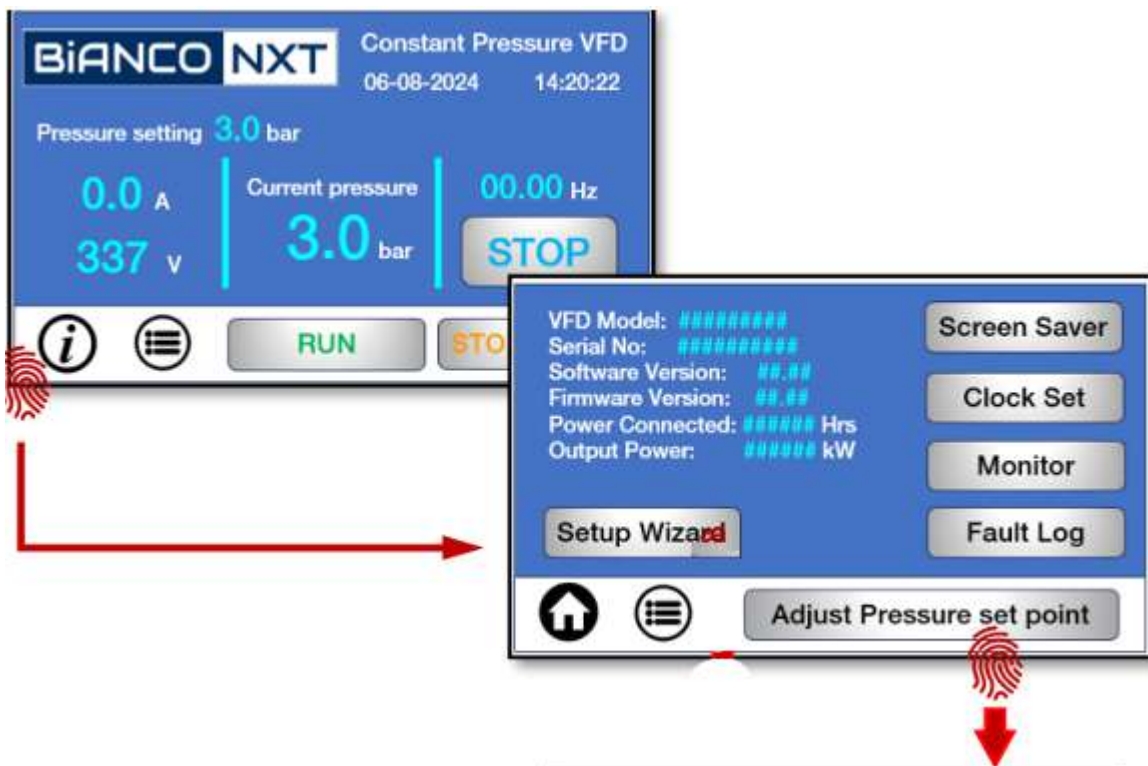 BiANCO NXT
Constant Pressure VFD
06-08-2024 14:20:22
Pressure setting 3.0 bar
0.0 A
337 V
Current pressure
3.0 bar
00.00 Hz
STOP
i
RUN
STO
VFD Model: #########
Serial No: ##########
Software Version: ##.##
Firmware Version: ##.##
Power Connected: ###### Hrs
Output Power: ###### kW
Screen Saver
Clock Set
Monitor
Fault Log
Setup Wizard
Adjust Pressure set point